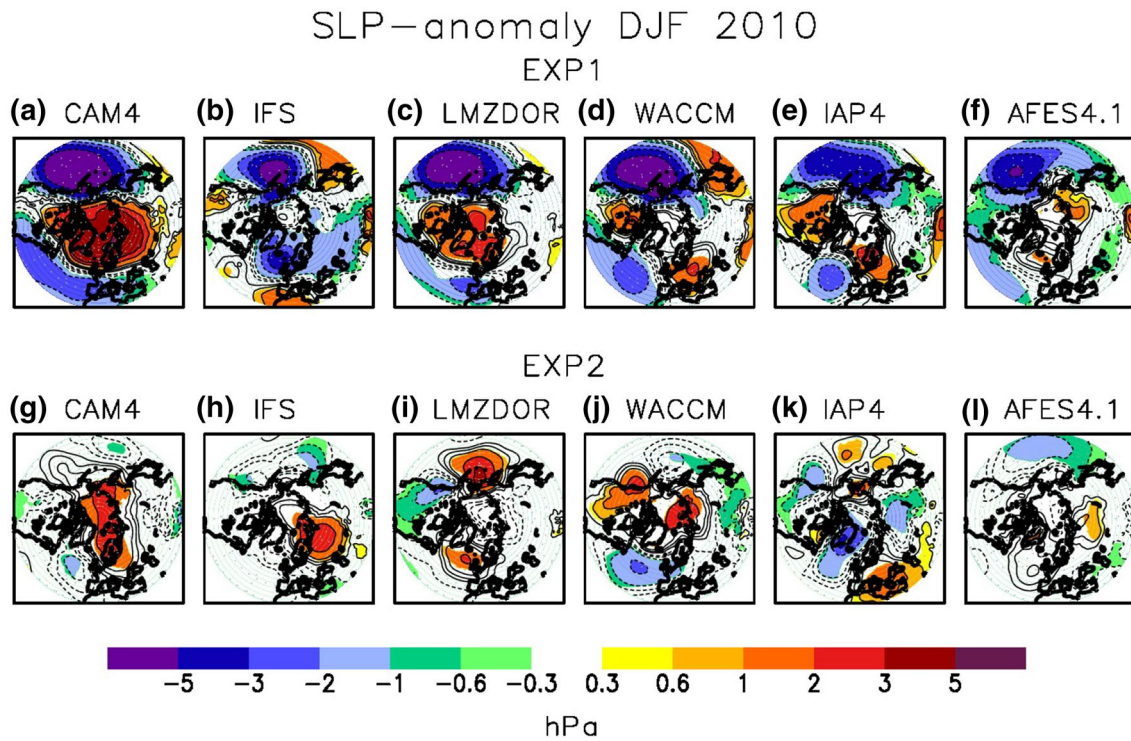 SLP-anomaly DJF 2010
EXP1
(a) CAM4 (b) IFS (c) LMZDOR (d) WACCM (e) IAP4 (f) AFES4.1
EXP2
(g) CAM4 (h) IFS (i) LMZDOR (j) WACCM (k) IAP4 (l) AFES4.1
-5 -3 -2 -1 -0.6 -0.3 0.3 0.6 1 2 3 5
hPa